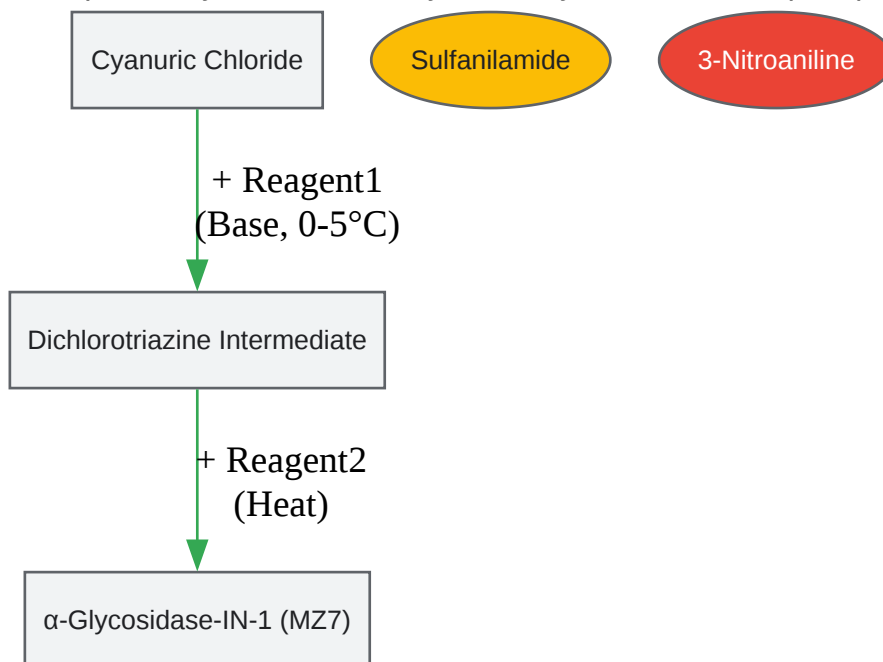 Cyanuric Chloride
Sulfanilamide
3-Nitroaniline
+ Reagent1
(Base, 0-5°C)
Dichlorotriazine Intermediate
+ Reagent2
(Heat)
α-Glycosidase-IN-1 (MZ7)